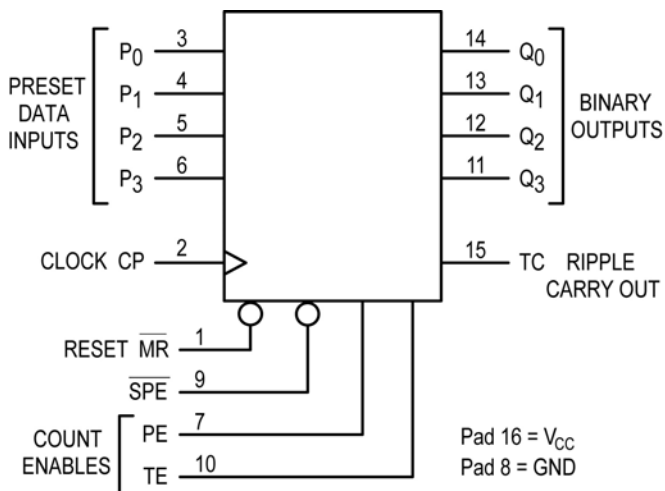 PRESET
DATA
INPUTS
P0 3
P1 4
P2 5
P3 6
14 Q0
13 Q1
12 Q2
11 Q3
BINARY
OUTPUTS
CLOCK CP 2
15 TC RIPPLE
CARRY OUT
RESET M̅R̅ 1
S̅P̅E̅ 9
COUNT
ENABLES
PE 7
TE 10
Pad 16 = VCC
Pad 8 = GND